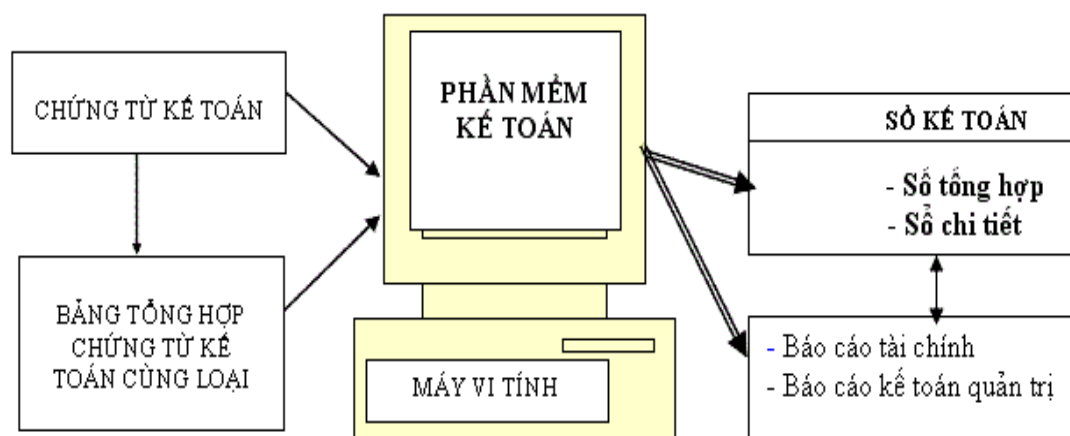 CHỨNG TỪ KẾ TOÁN
BẢNG TỔNG HỢP
CHỨNG TỪ KẾ
TOÁN CÙNG LOẠI
PHẦN MỀM
KẾ TOÁN
MÁY VI TÍNH
SỔ KẾ TOÁN
- Sổ tổng hợp
- Sổ chi tiết
- Báo cáo tài chính
- Báo cáo kế toán quản trị